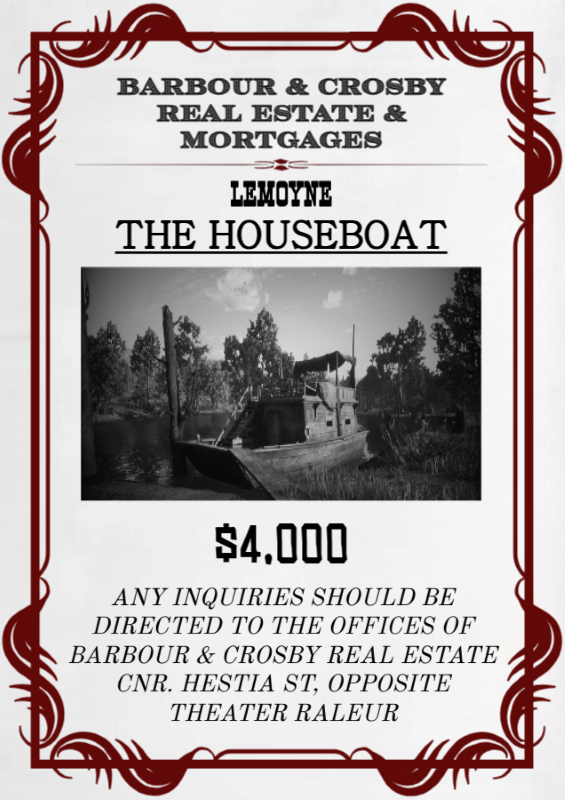 BARBOUR & CROSBY
REAL ESTATE &
MORTGAGES
LEMOYNE
THE HOUSEBOAT
$4,000
ANY INQUIRIES SHOULD BE
DIRECTED TO THE OFFICES OF
BARBOUR & CROSBY REAL ESTATE
CNR. HESTIA ST, OPPOSITE
THEATER RALEUR